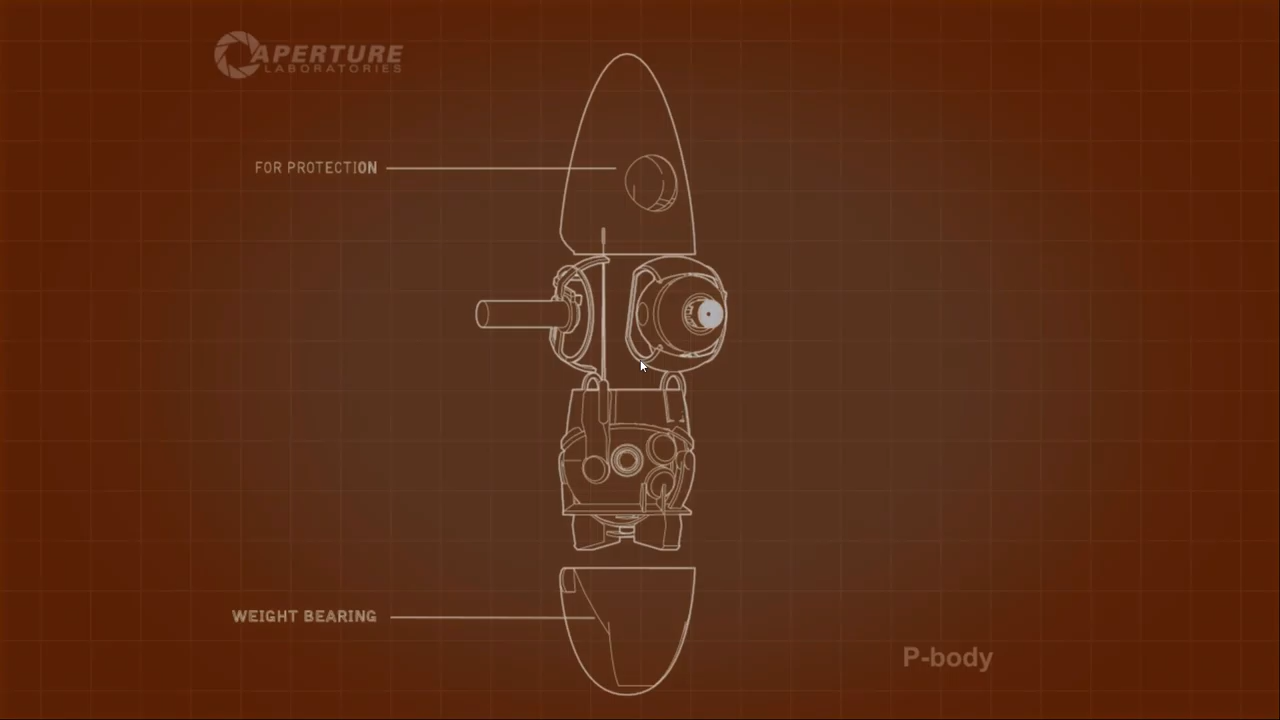 APERTURE
LABORATORIES
FOR PROTECTION
WEIGHT BEARING
P-body